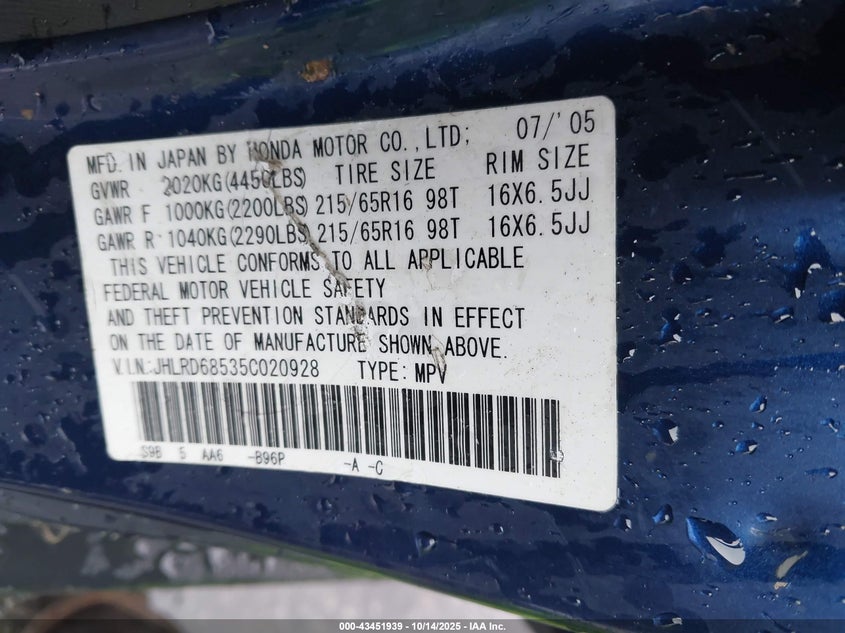 MFD. IN JAPAN BY HONDA MOTOR CO., LTD; 07/'05
GVWR 2020KG(4450LBS) TIRE SIZE RIM SIZE
GAWR F 1000KG(2200LBS) 215/65R16 98T 16X6.5JJ
GAWR R 1040KG(2290LBS) 215/65R16 98T 16X6.5JJ
THIS VEHICLE CONFORMS TO ALL APPLICABLE
FEDERAL MOTOR VEHICLE SAFETY
AND THEFT PREVENTION STANDARDS IN EFFECT
ON THE DATE OF MANUFACTURE SHOWN ABOVE.
V.I.N.:JHLRD68535C020928 TYPE: MPV
S9B 5 AA6 -B96P -A -C
000-43451939 - 10/14/2025 - IAA Inc.